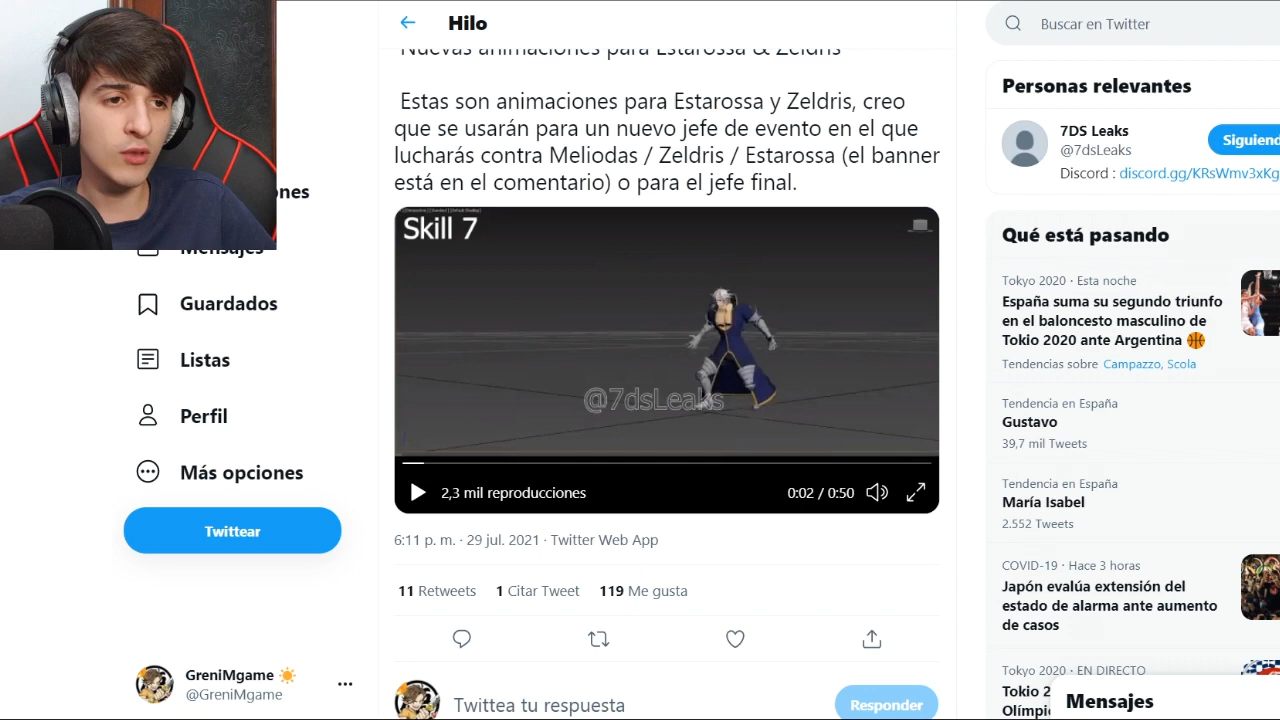 Hilo
Nuevas animaciones para Estarossa & Zeldris
Estas son animaciones para Estarossa y Zeldris, creo
que se usarán para un nuevo jefe de evento en el que
lucharás contra Meliodas / Zeldris / Estarossa (el banner
está en el comentario) o para el jefe final.
Skill 7
@7dsLeaks
2,3 mil reproducciones
0:02 / 0:50
6:11 p. m. · 29 jul. 2021 · Twitter Web App
11 Retweets 1 Citar Tweet 119 Me gusta
Twittea tu respuesta
Responder
nes
Mensajes
Guardados
Listas
Perfil
Más opciones
Twittear
GreniMgame
@GreniMgame
Buscar en Twitter
Personas relevantes
7DS Leaks
@7dsLeaks
Siguiend
Discord : discord.gg/KRsWmv3xKg
Qué está pasando
Tokyo 2020 · Esta noche
España suma su segundo triunfo
en el baloncesto masculino de
Tokio 2020 ante Argentina
Tendencias sobre Campazzo, Scola
Tendencia en España
Gustavo
39,7 mil Tweets
Tendencia en España
María Isabel
2.552 Tweets
COVID-19 · Hace 3 horas
Japón evalúa extensión del
estado de alarma ante aumento
de casos
Tokyo 2020 · EN DIRECTO
Tokio 2
Olímpi
Mensajes